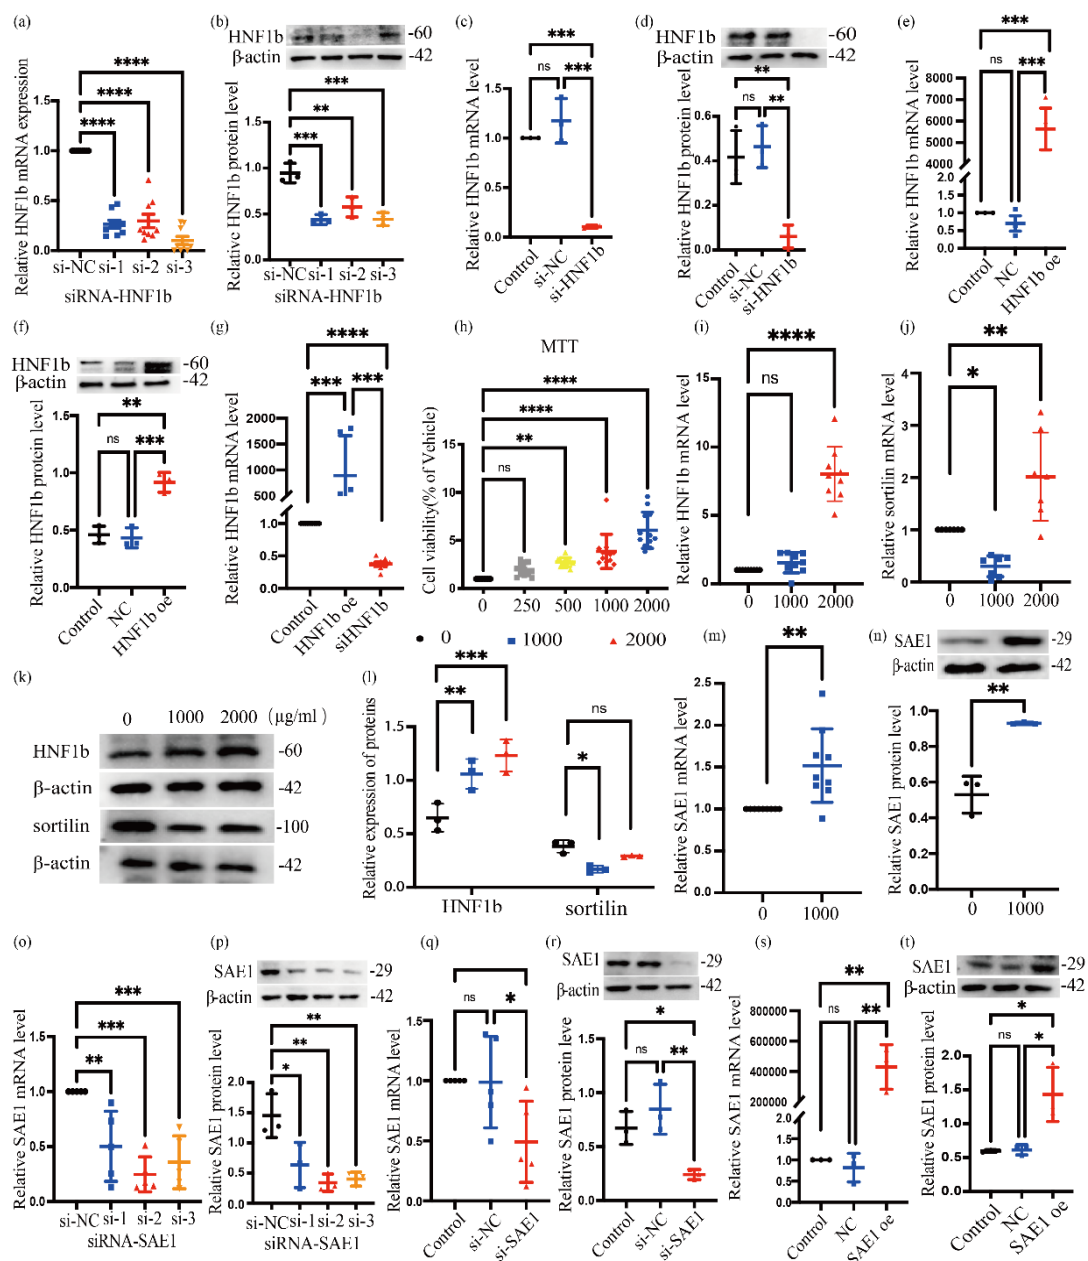 (a)
****
****
****
Relative HNF1b mRNA expression
1.5
1.0
0.5
0.0
si-NC si-1 si-2 si-3
siRNA-HNF1b
(b)
HNF1b -60
β-actin -42
***
**
***
Relative HNF1b protein level
1.5
1.0
0.5
0.0
si-NC si-1 si-2 si-3
siRNA-HNF1b
(c)
***
ns ***
Relative HNF1b mRNA level
1.5
1.0
0.5
0.0
Control si-NC si-HNF1b
(d)
HNF1b -60
β-actin -42
**
ns **
Relative HNF1b protein level
0.6
0.4
0.2
0.0
Control si-NC si-HNF1b
(e)
***
ns ***
Relative HNF1b mRNA level
8000
7000
6000
5000
4000
2.0
1.5
1.0
0.5
0.0
Control NC HNF1b oe
(f)
HNF1b -60
β-actin -42
**
ns ***
Relative HNF1b protein level
1.5
1.0
0.5
0.0
Control NC HNF1b oe
(g)
****
*** ***
Relative HNF1b mRNA level
2000
1500
1000
500
1.0
0.5
0.0
Control HNF1b oe siHNF1b
(h)
MTT
****
****
**
ns
Cell viability(% of Vehicle)
15
10
5
0
0 250 500 1000 2000
(i)
****
ns
Relative HNF1b mRNA level
15
10
5
0
0 1000 2000
(j)
**
*
Relative sortilin mRNA level
4
3
2
1
0
0 1000 2000
(k)
0 1000 2000 (μg/ml)
HNF1b -60
β-actin -42
sortilin -100
β-actin -42
(l)
0 1000 2000
***
**
ns
*
Relative expression of proteins
1.5
1.0
0.5
0.0
HNF1b sortilin
(m)
**
Relative SAE1 mRNA level
2.5
2.0
1.5
1.0
0.5
0.0
0 1000
(n)
SAE1 -29
β-actin -42
**
Relative SAE1 protein level
1.0
0.8
0.6
0.4
0.2
0.0
0 1000
(o)
***
***
**
Relative SAE1 mRNA level
1.5
1.0
0.5
0.0
si-NC si-1 si-2 si-3
siRNA-SAE1
(p)
SAE1 -29
β-actin -42
**
**
*
Relative SAE1 protein level
2.0
1.5
1.0
0.5
0.0
si-NC si-1 si-2 si-3
siRNA-SAE1
(q)
ns *
Relative SAE1 mRNA level
1.5
1.0
0.5
0.0
Control si-NC si-SAE1
(r)
SAE1 -29
β-actin -42
*
ns **
Relative SAE1 protein leve
1.5
1.0
0.5
0.0
Control si-NC si-SAE1
(s)
**
ns **
Relative SAE1 mRNA level
800000
600000
400000
200000
2.0
1.5
1.0
0.5
0.0
Control NC SAE1 oe
(t)
SAE1 -29
β-actin -42
*
ns *
Relative SAE1 protein level
2.0
1.5
1.0
0.5
0.0
Control NC SAE1 oe